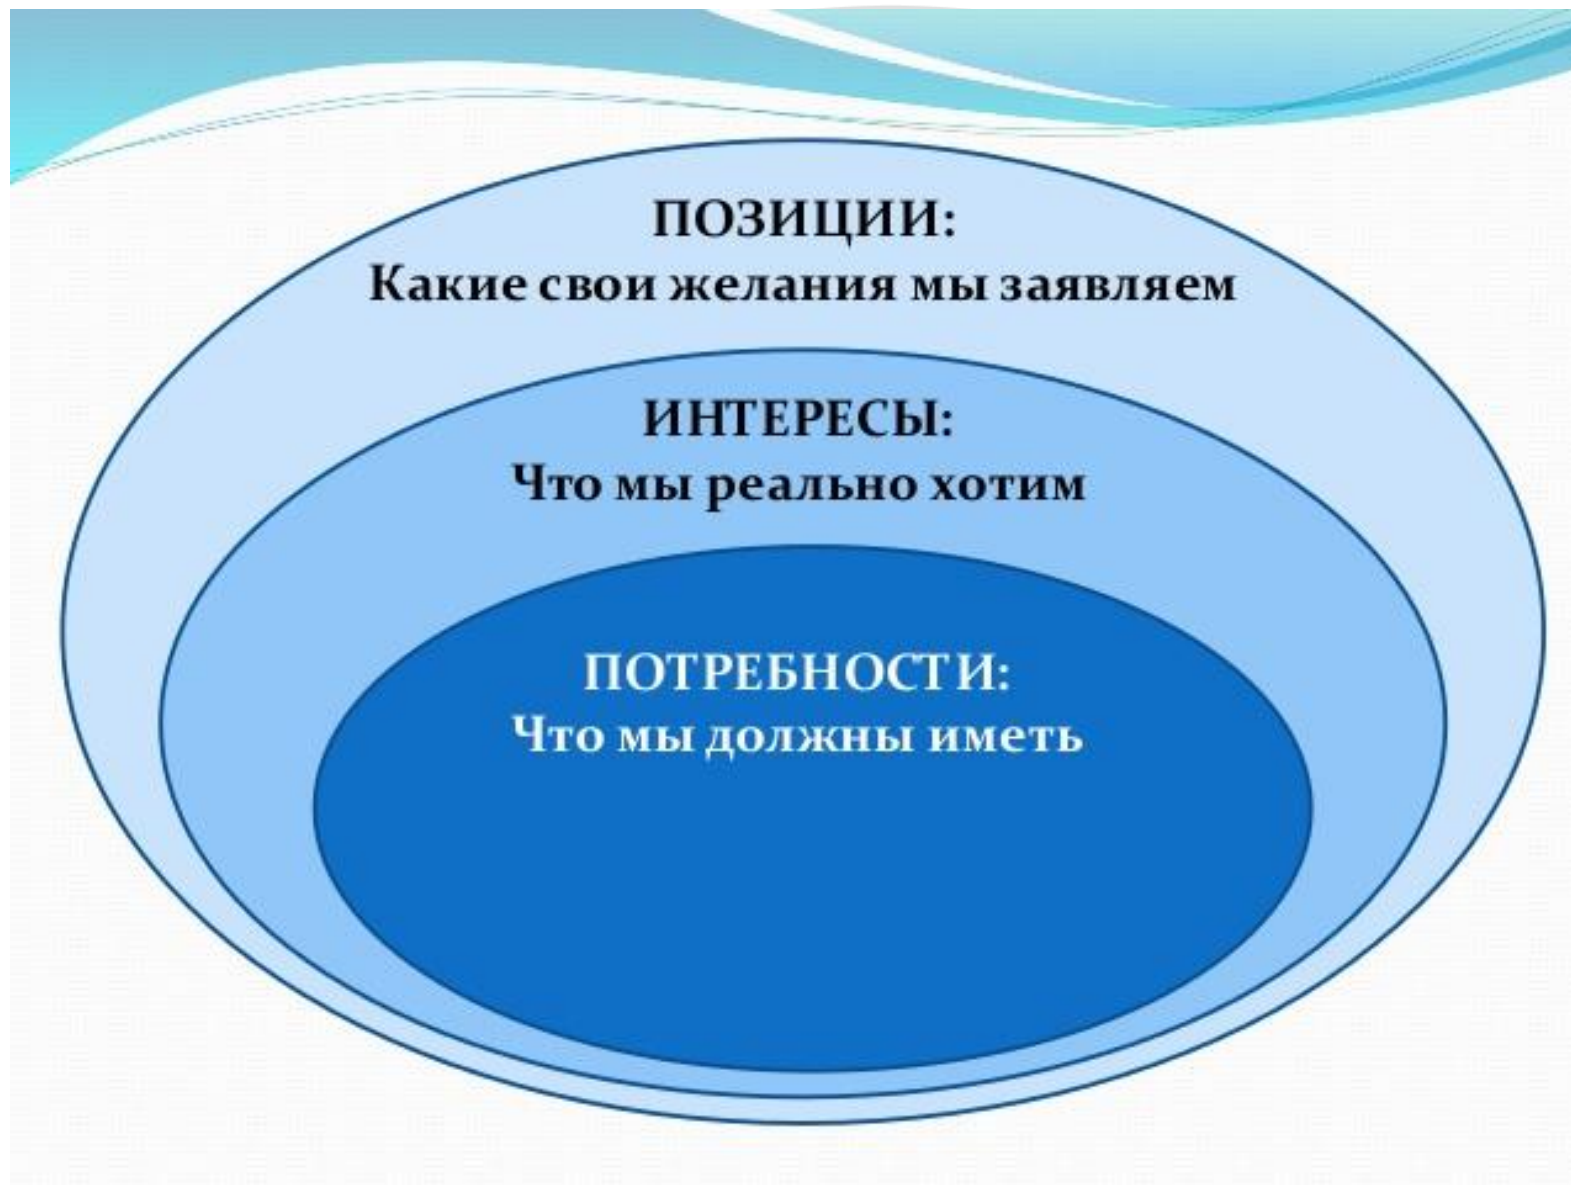 ПОЗИЦИИ:
Какие свои желания мы заявляем
ИНТЕРЕСЫ:
Что мы реально хотим
ПОТРЕБНОСТИ:
Что мы должны иметь